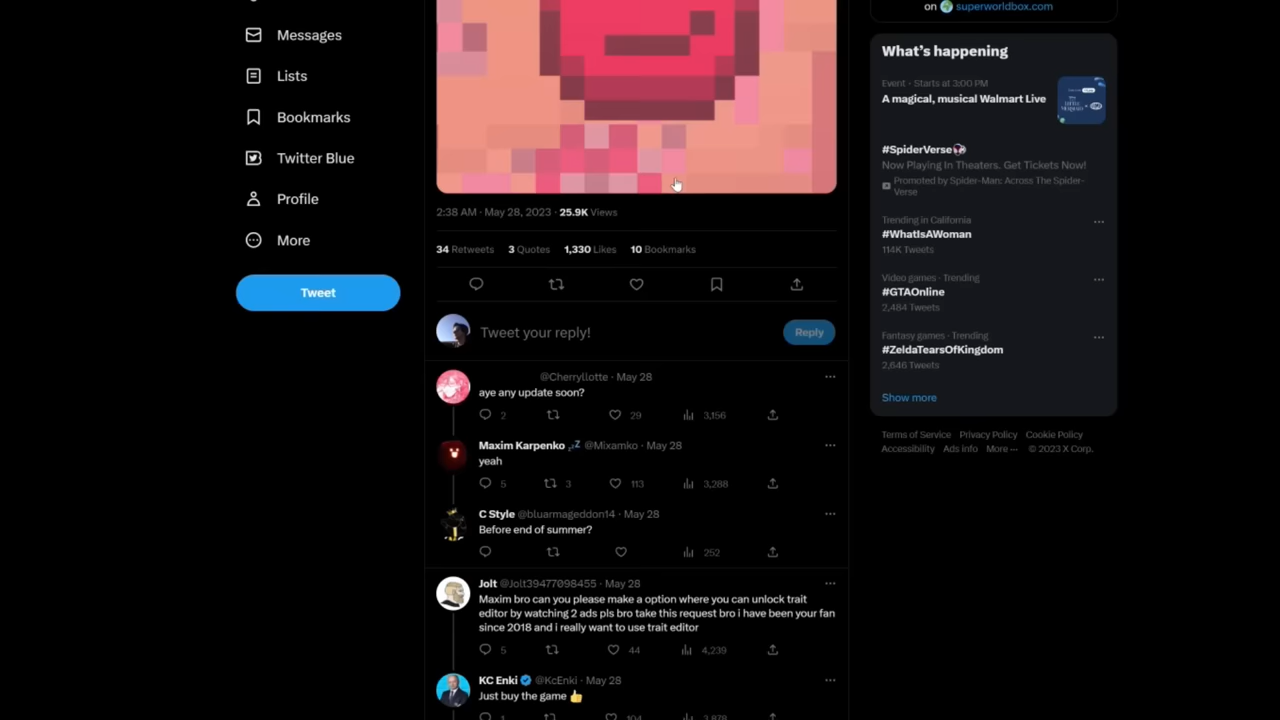 Messages
Lists
Bookmarks
Twitter Blue
Profile
More
Tweet
2:38 AM · May 28, 2023 · 25.9K Views
34 Retweets 3 Quotes 1,330 Likes 10 Bookmarks
Tweet your reply!
Reply
@Cherryllotte · May 28
aye any update soon?
2 29 3,156
Maxim Karpenko 💤 @Mixamko · May 28
yeah
5 3 113 3,288
C Style @bluarmageddon14 · May 28
Before end of summer?
252
Jolt @Jolt39477098455 · May 28
Maxim bro can you please make a option where you can unlock trait
editor by watching 2 ads pls bro take this request bro i have been your fan
since 2018 and i really want to use trait editor
5 44 4,239
KC Enki @KcEnki · May 28
Just buy the game 👍
1 104 3,878
on superworldbox.com
What's happening
Event · Starts at 3:00 PM
A magical, musical Walmart Live
#SpiderVerse
Now Playing In Theaters. Get Tickets Now!
Promoted by Spider-Man: Across The Spider-
Verse
Trending in California
#WhatIsAWoman
114K Tweets
Video games · Trending
#GTAOnline
2,484 Tweets
Fantasy games · Trending
#ZeldaTearsOfKingdom
2,646 Tweets
Show more
Terms of Service Privacy Policy Cookie Policy
Accessibility Ads info More ··· © 2023 X Corp.